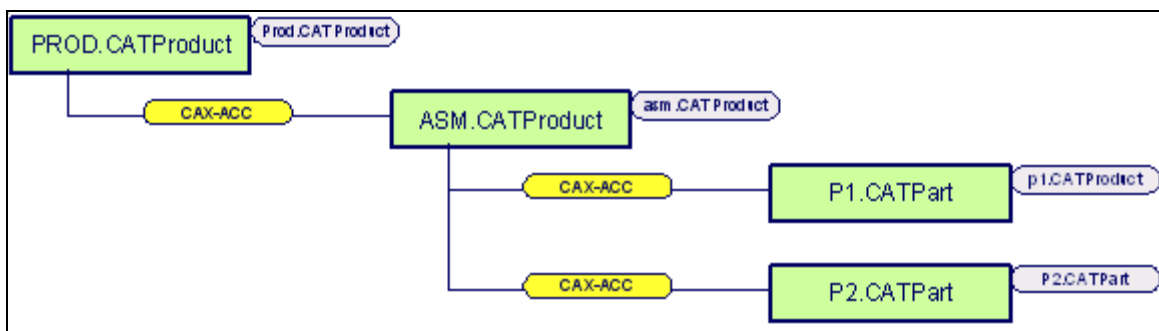 PROD.CATProduct
Prod.CATProduct
CAX-ACC
ASM.CATProduct
asm.CATProduct
CAX-ACC
P1.CATPart
p1.CATProduct
CAX-ACC
P2.CATPart
P2.CATPart